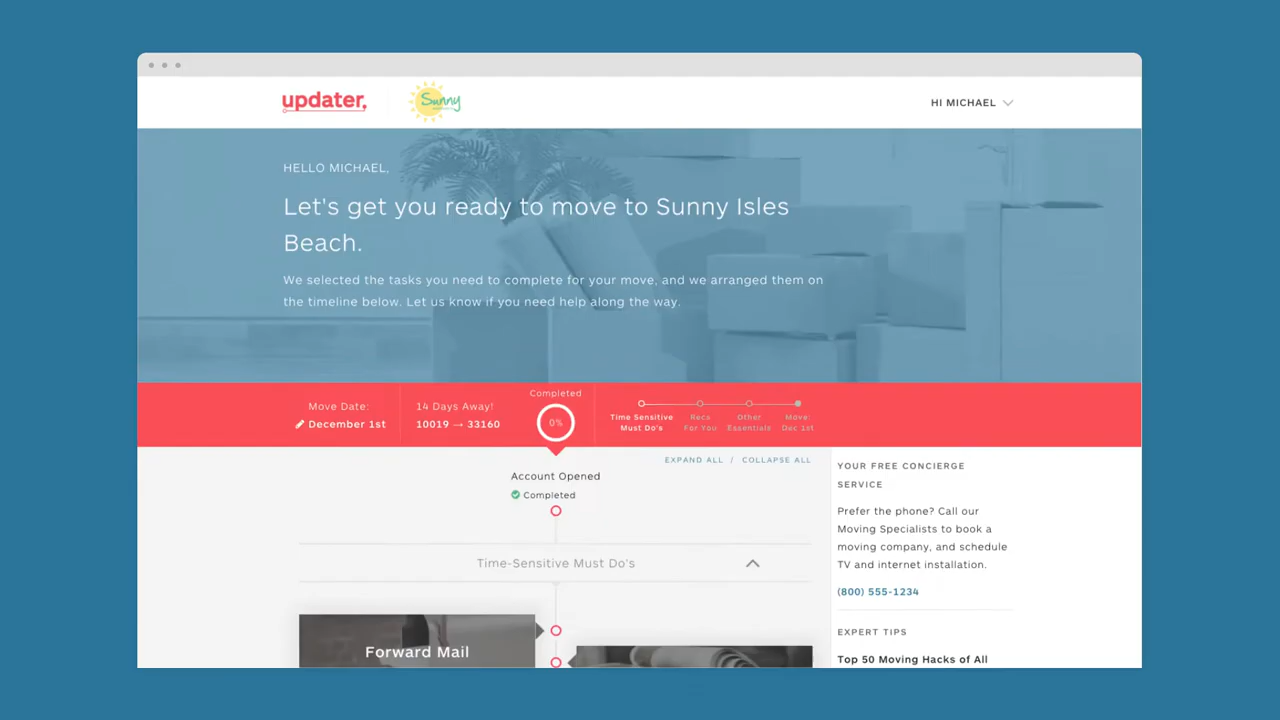 updater
Sunny
HI MICHAEL
HELLO MICHAEL,
Let's get you ready to move to Sunny Isles
Beach.
We selected the tasks you need to complete for your move, and we arranged them on
the timeline below. Let us know if you need help along the way.
Move Date:
December 1st
14 Days Away!
10019 → 33160
Completed
0%
Time Sensitive
Must Do's
Recs
For You
Other
Essentials
Move:
Dec 1st
EXPAND ALL / COLLAPSE ALL
Account Opened
Completed
Time-Sensitive Must Do's
Forward Mail
YOUR FREE CONCIERGE
SERVICE
Prefer the phone? Call our
Moving Specialists to book a
moving company, and schedule
TV and internet installation.
(800) 555-1234
EXPERT TIPS
Top 50 Moving Hacks of All